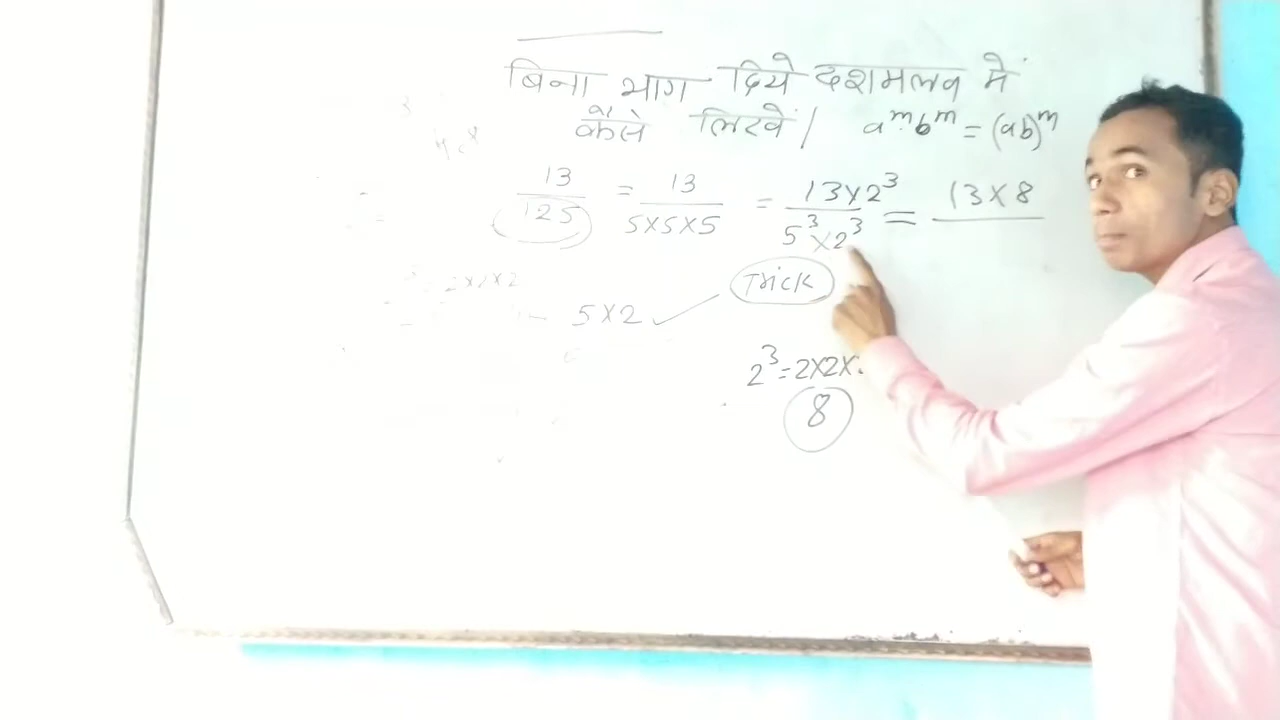 बिना भाग दिये दशमलव में
कैसे लिखें | a^m b^m = (ab)^m
13/125 = 13/(5×5×5) = (13×2^3)/(5^3×2^3) = 13×8
Trick
5×2 ✓
2^3=2×2×
8